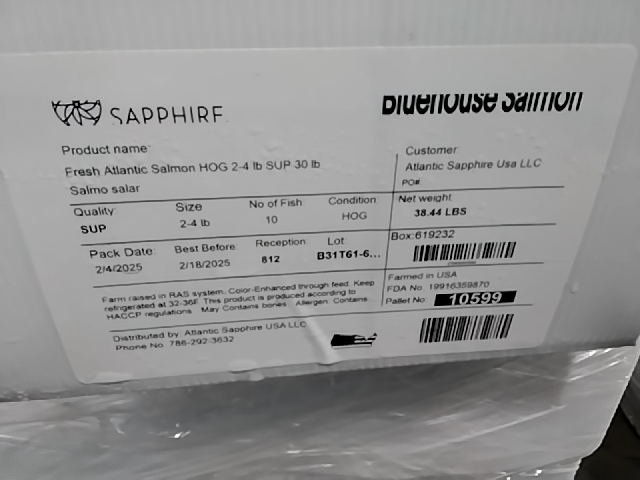 SAPPHIRE
Bluehouse Salmon
Product name:
Fresh Atlantic Salmon HOG 2-4 lb SUP 30 lb
Salmo salar
Customer:
Atlantic Sapphire Usa LLC
PO#
Quality: Size No of Fish: Condition:
SUP 2-4 lb 10 HOG
Net weight:
38.44 LBS
Pack Date: Best Before Reception Lot
2/4/2025 2/18/2025 812 B31T61-6...
Box:619232
Farm raised in RAS system. Color-Enhanced through feed. Keep
refrigerated at 32-36F. This product is produced according to
HACCP regulations. May Contains bones. Allergen: Contains
Farmed in USA
FDA No: 19916359870
Pallet No: 10599
Distributed by: Atlantic Sapphire USA LLC
Phone No. 786-292-3632